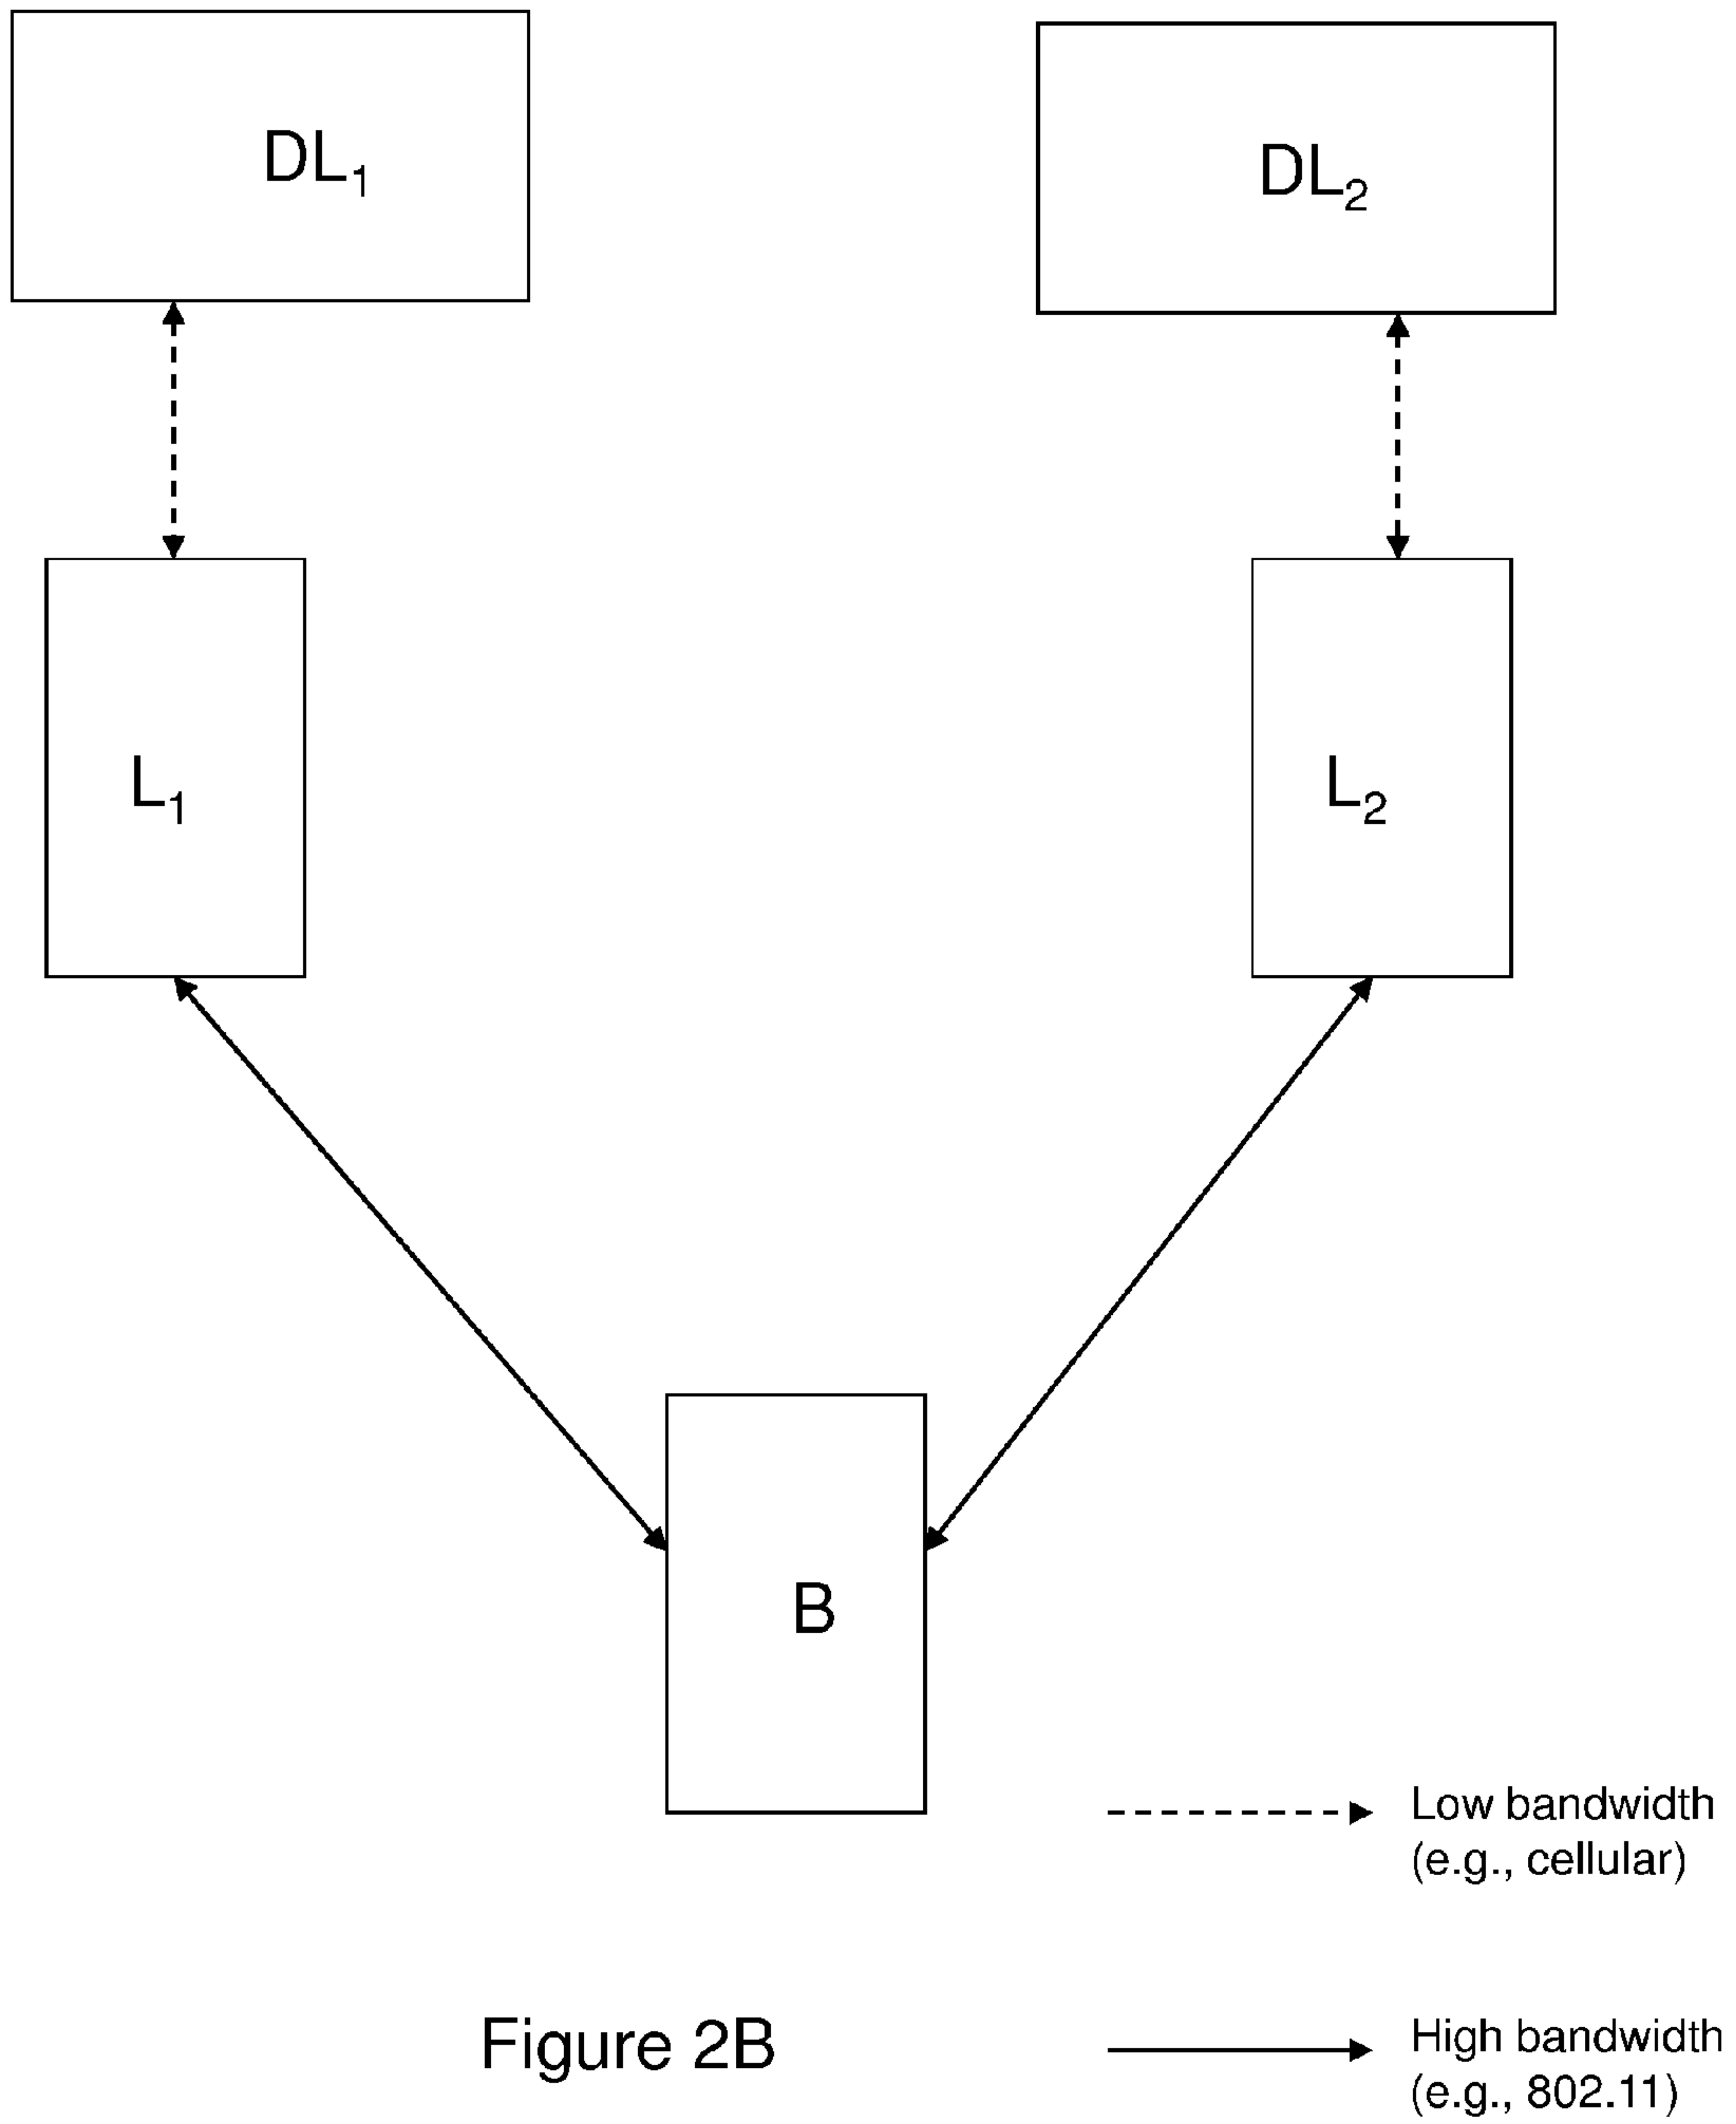 DL₁
DL₂
L₁
L₂
B
Low bandwidth
(e.g., cellular)
Figure 2B
High bandwidth
(e.g., 802.11)